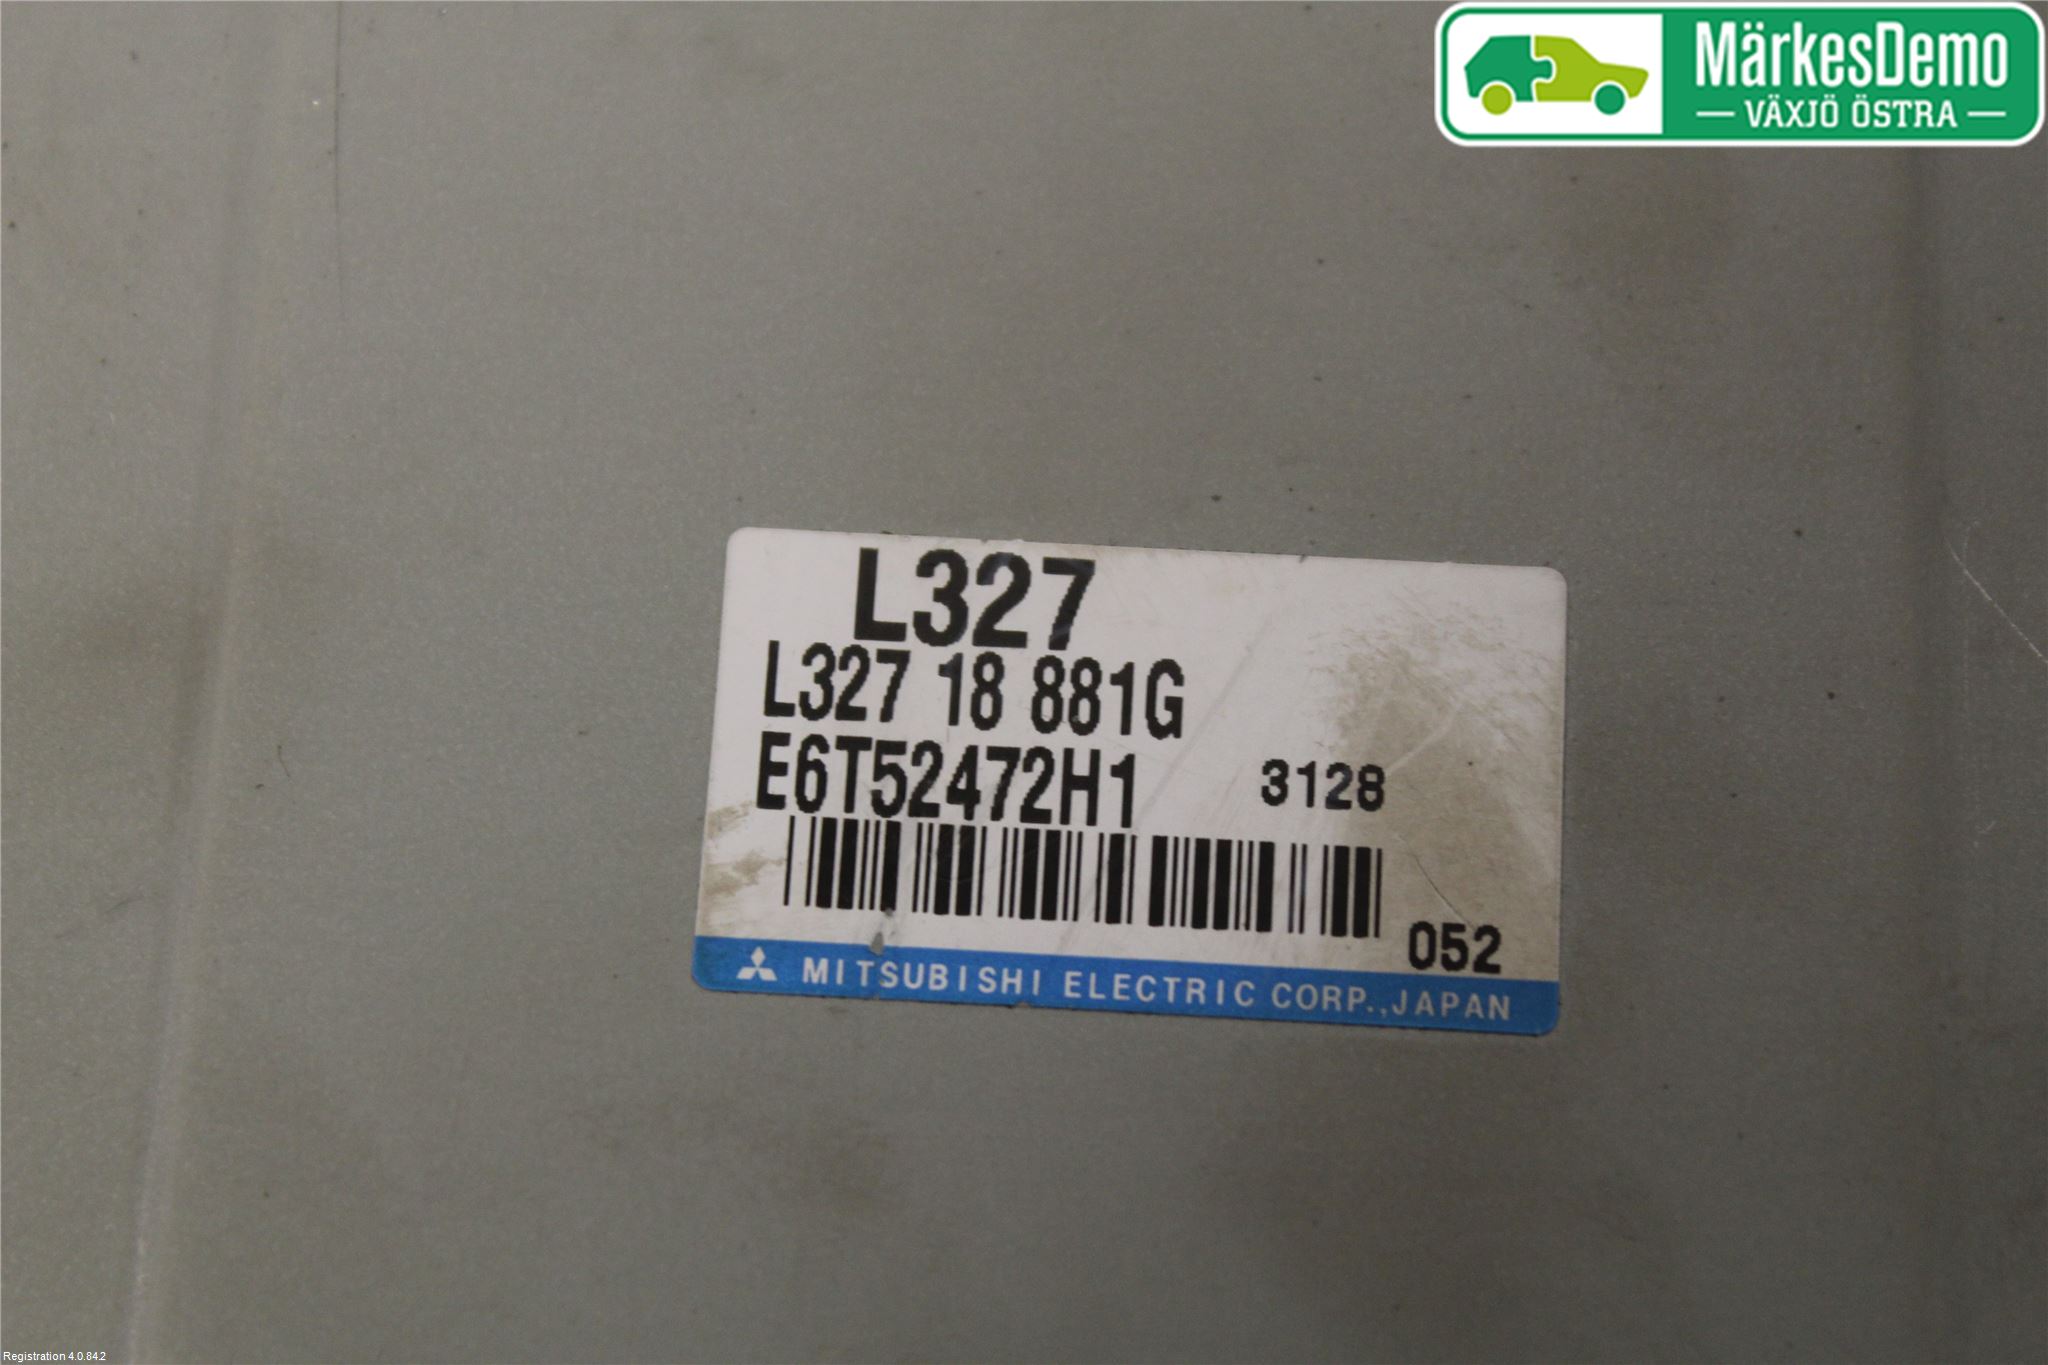 MärkesDemo
VÄXJÖ ÖSTRA
L327
L327 18 881G
E6T52472H1 3128
052
MITSUBISHI ELECTRIC CORP.,JAPAN
Registration 4.0.84.2